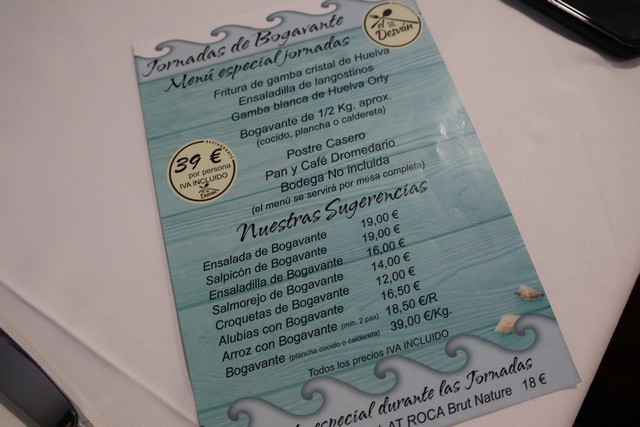 Jornadas de Bogavante
el Desván
Menú especial jornadas
Fritura de gamba cristal de Huelva
Ensaladilla de langostinos
Gamba blanca de Huelva Orly
Bogavante de 1/2 Kg. aprox.
(cocido, plancha o caldereta)
Postre Casero
Pan y Café Dromedario
Bodega No Incluida
(el menú se servirá por mesa completa)
39 €
por persona
IVA INCLUIDO
el Desván
Nuestras Sugerencias
Ensalada de Bogavante 19,00 €
Salpicón de Bogavante 19,00 €
Ensaladilla de Bogavante 16,00 €
Salmorejo de Bogavante 14,00 €
Croquetas de Bogavante 12,00 €
Alubias con Bogavante 16,50 €
Arroz con Bogavante (min. 2 pax) 18,50 €/R
Bogavante (plancha cocido o caldereta) 39,00 €/Kg.
Todos los precios IVA INCLUIDO
especial durante las Jornadas
AT ROCA Brut Nature 18 €